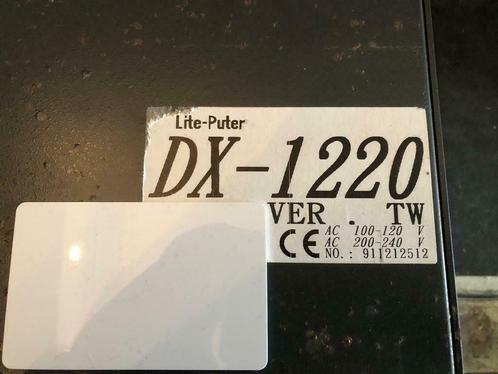 Lite-Puter
DX-1220
VER . TW
AC 100-120 V
CE AC 200-240 V
NO.: 911212512